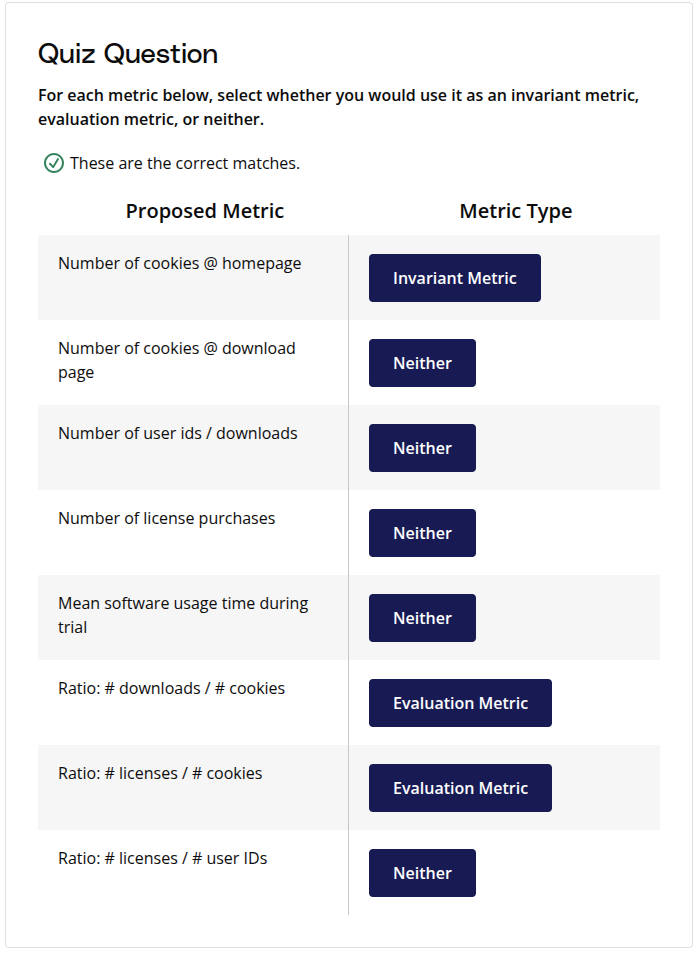 Quiz Question
For each metric below, select whether you would use it as an invariant metric,
evaluation metric, or neither.
These are the correct matches.
Proposed Metric Metric Type
Number of cookies @ homepage Invariant Metric
Number of cookies @ download
page
Neither
Number of user ids / downloads Neither
Number of license purchases Neither
Mean software usage time during
trial
Neither
Ratio: # downloads / # cookies Evaluation Metric
Ratio: # licenses / # cookies Evaluation Metric
Ratio: # licenses / # user IDs Neither